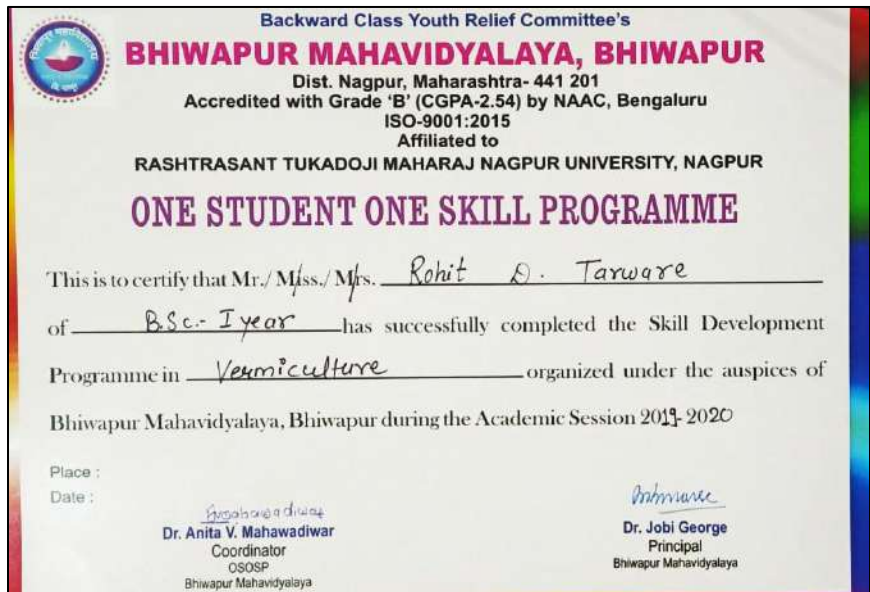 Backward Class Youth Relief Committee's
BHIWAPUR MAHAVIDYALAYA, BHIWAPUR
Dist. Nagpur, Maharashtra- 441 201
Accredited with Grade ‘B’ (CGPA-2.54) by NAAC, Bengaluru
ISO-9001:2015
Affiliated to
RASHTRASANT TUKADOJI MAHARAJ NAGPUR UNIVERSITY, NAGPUR
ONE STUDENT ONE SKILL PROGRAMME
This is to certify that Mr./ Miss./ Mrs. Rohit D. Tarware
of B.Sc.- I year has successfully completed the Skill Development
Programme in Vermiculture organized under the auspices of
Bhiwapur Mahavidyalaya, Bhiwapur during the Academic Session 2019-2020
Place :
Date :
Dr. Anita V. Mahawadiwar
Coordinator
OSOSP
Bhiwapur Mahavidyalaya
Dr. Jobi George
Principal
Bhiwapur Mahavidyalaya